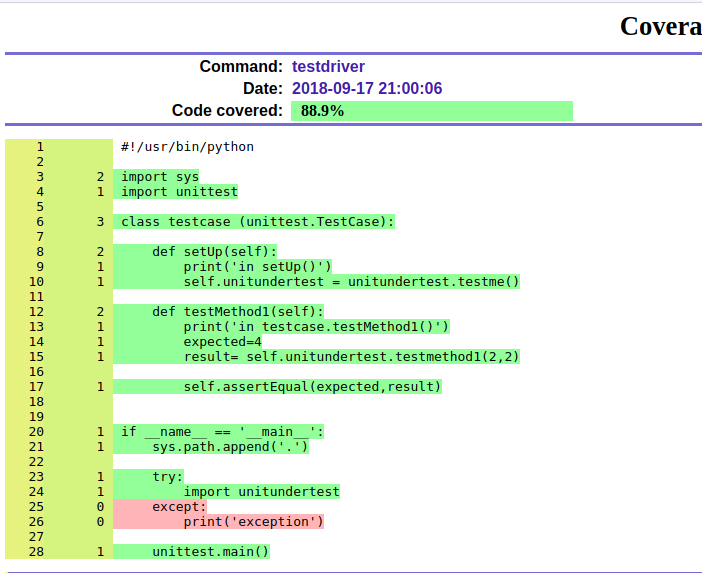 Covera
Command: testdriver
Date: 2018-09-17 21:00:06
Code covered: 88.9%
1 #!/usr/bin/python
2
3 2 import sys
4 1 import unittest
5
6 3 class testcase (unittest.TestCase):
7
8 2 def setUp(self):
9 1 print('in setUp()')
10 1 self.unitundertest = unitundertest.testme()
11
12 2 def testMethod1(self):
13 1 print('in testcase.testMethod1()')
14 1 expected=4
15 1 result= self.unitundertest.testmethod1(2,2)
16
17 1 self.assertEqual(expected,result)
18
19
20 1 if __name__ == '__main__':
21 1 sys.path.append('.')
22
23 1 try:
24 1 import unitundertest
25 0 except:
26 0 print('exception')
27
28 1 unittest.main()